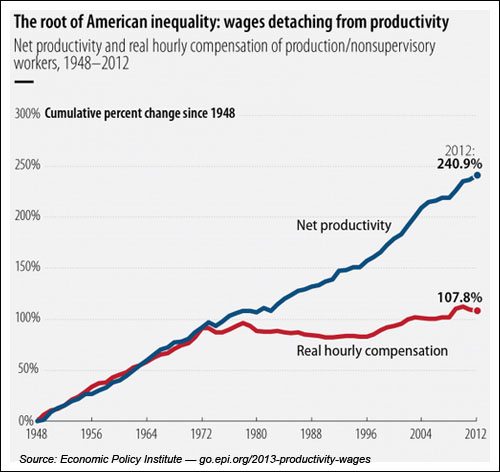 The root of American inequality: wages detaching from productivity
Net productivity and real hourly compensation of production/nonsupervisory
workers, 1948–2012
300% Cumulative percent change since 1948
2012:
240.9%
250%
Net productivity
200%
150%
107.8%
100%
Real hourly compensation
50%
0%
1948 1956 1964 1972 1980 1988 1996 2004 2012
Source: Economic Policy Institute — go.epi.org/2013-productivity-wages